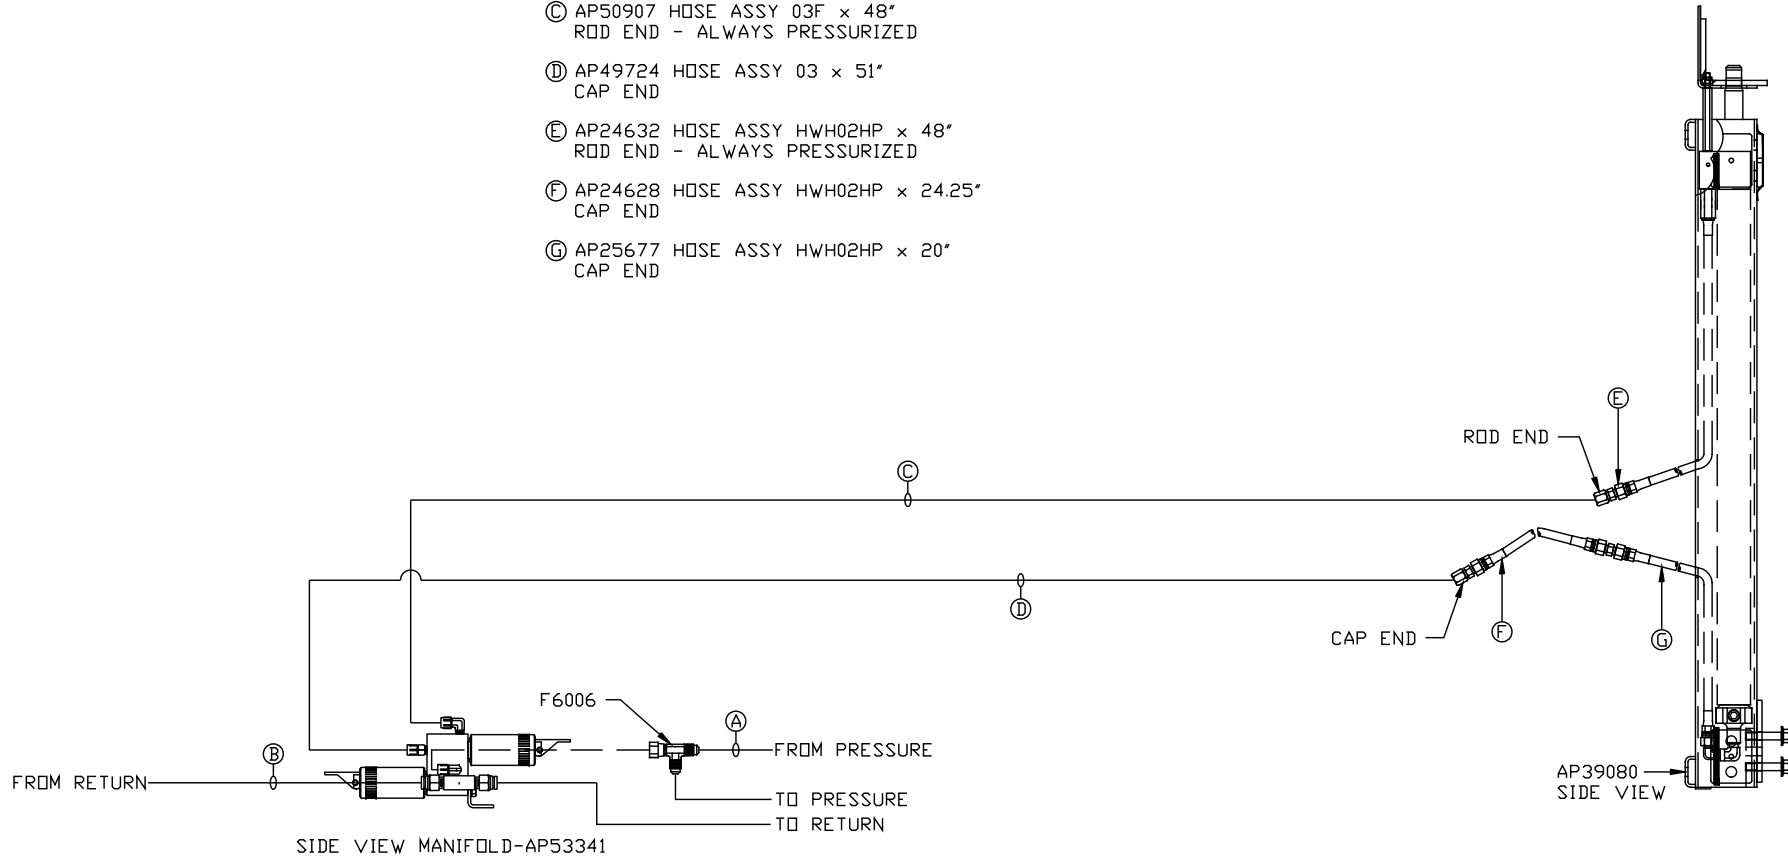 Ⓒ AP50907 HOSE ASSY 03F x 48"
ROD END - ALWAYS PRESSURIZED
Ⓓ AP49724 HOSE ASSY 03 x 51"
CAP END
Ⓔ AP24632 HOSE ASSY HWH02HP x 48"
ROD END - ALWAYS PRESSURIZED
Ⓕ AP24628 HOSE ASSY HWH02HP x 24.25"
CAP END
Ⓖ AP25677 HOSE ASSY HWH02HP x 20"
CAP END
Ⓔ
ROD END
Ⓒ
Ⓓ
CAP END
Ⓕ
Ⓖ
F6006
Ⓐ
FROM PRESSURE
Ⓑ
FROM RETURN
AP39080
SIDE VIEW
TO PRESSURE
TO RETURN
SIDE VIEW MANIFOLD-AP53341